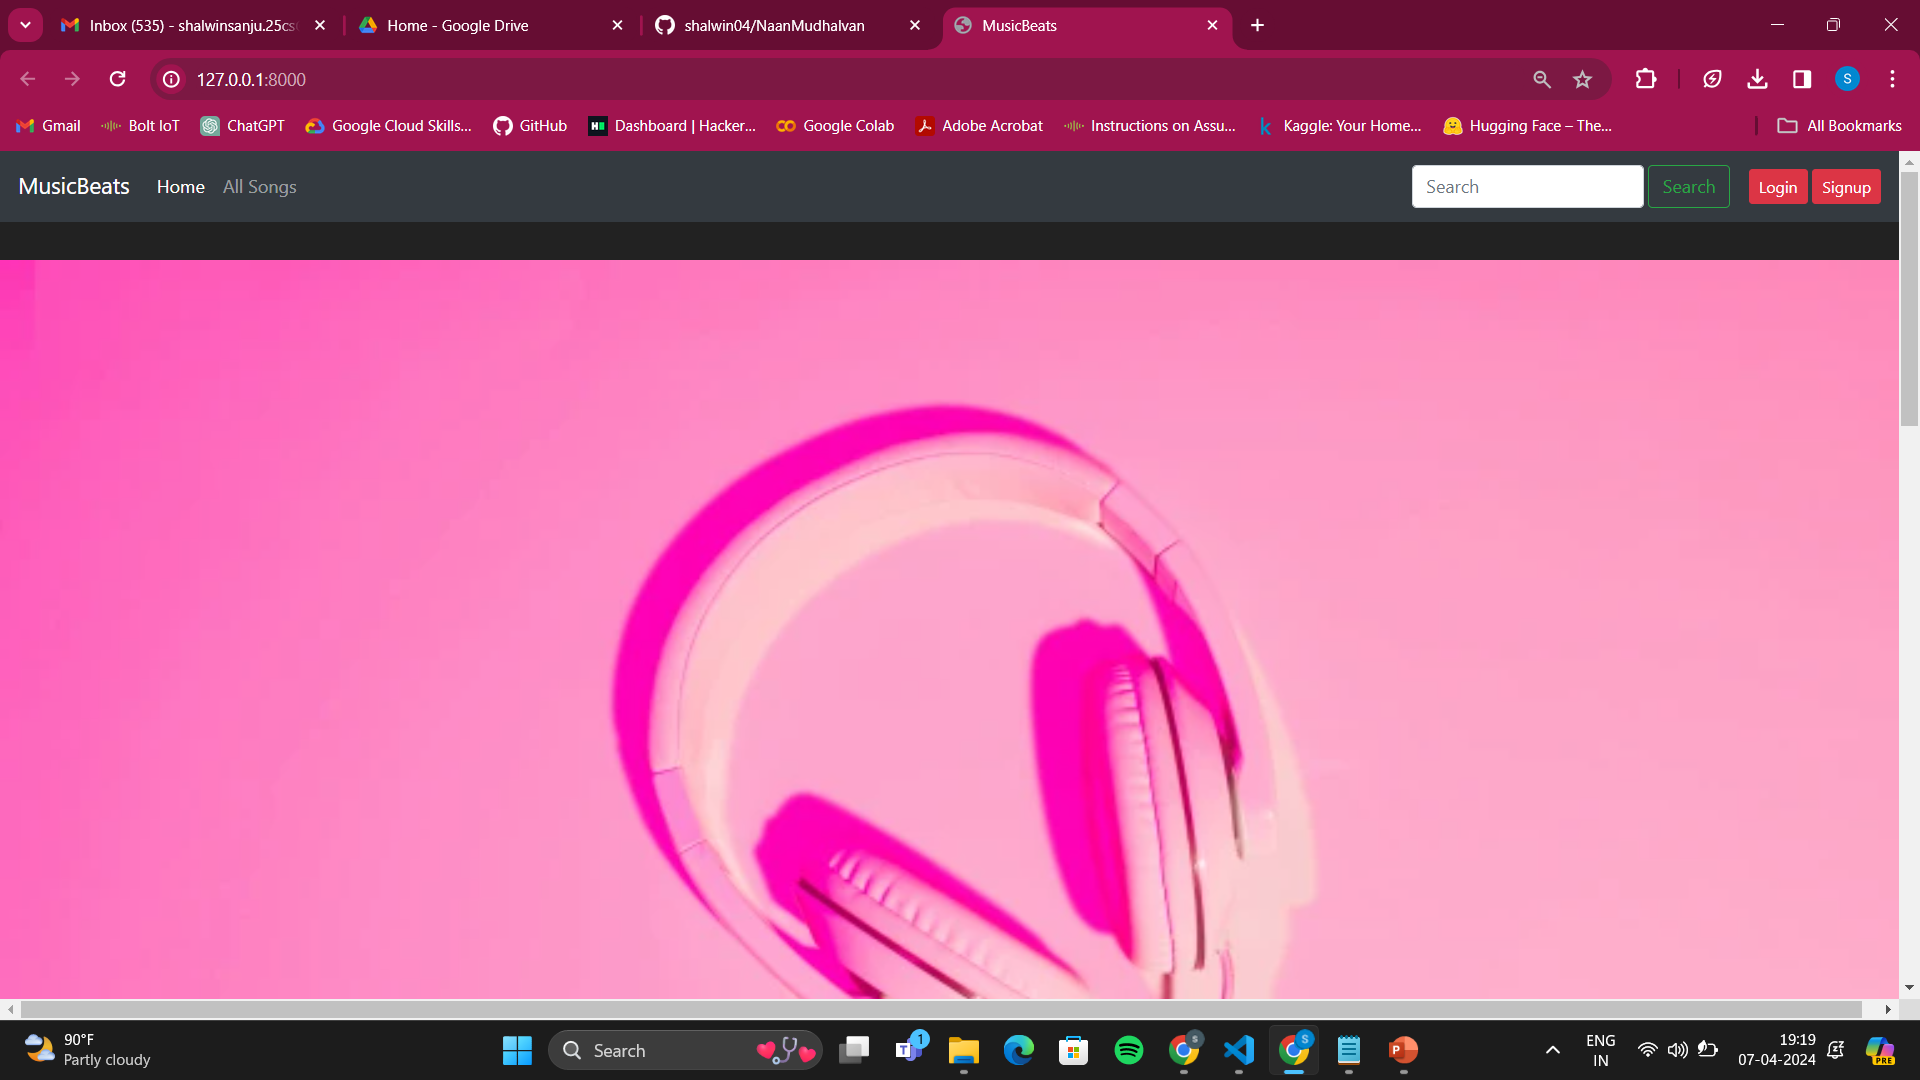 Inbox (535) - shalwinsanju.25cs
Home - Google Drive
shalwin04/NaanMudhalvan
MusicBeats
127.0.0.1:8000
S
Gmail
Bolt IoT
ChatGPT
Google Cloud Skills...
GitHub
Dashboard | Hacker...
Google Colab
Adobe Acrobat
Instructions on Assu...
Kaggle: Your Home...
Hugging Face – The...
All Bookmarks
MusicBeats
Home
All Songs
Search
Search
Login
Signup
90°F
Partly cloudy
Search
1
ENG
IN
19:19
07-04-2024
PRE